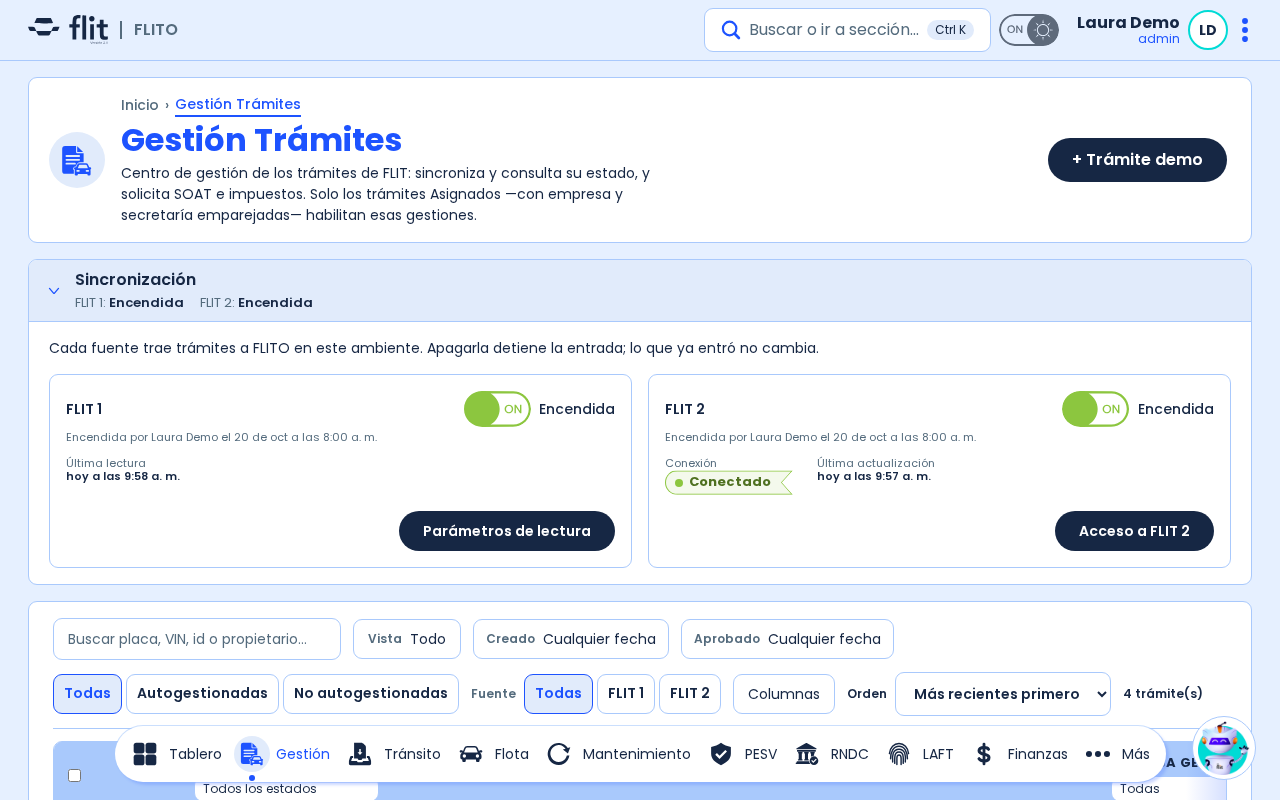 flit
FLITO
Buscar o ir a sección...
Ctrl K
ON
Laura Demo
admin
LD
Inicio › Gestión Trámites
Gestión Trámites
Centro de gestión de los trámites de FLIT: sincroniza y consulta su estado, y
solicita SOAT e impuestos. Solo los trámites Asignados —con empresa y
secretaría emparejadas— habilitan esas gestiones.
+ Trámite demo
Sincronización
FLIT 1: Encendida FLIT 2: Encendida
Cada fuente trae trámites a FLITO en este ambiente. Apagarla detiene la entrada; lo que ya entró no cambia.
FLIT 1
ON
Encendida
Encendida por Laura Demo el 20 de oct a las 8:00 a. m.
Última lectura
hoy a las 9:58 a. m.
Parámetros de lectura
FLIT 2
ON
Encendida
Encendida por Laura Demo el 20 de oct a las 8:00 a. m.
Conexión
Conectado
Última actualización
hoy a las 9:57 a. m.
Acceso a FLIT 2
Buscar placa, VIN, id o propietario...
Vista Todo
Creado Cualquier fecha
Aprobado Cualquier fecha
Todas
Autogestionadas
No autogestionadas
Fuente
Todas
FLIT 1
FLIT 2
Columnas
Orden
Más recientes primero
4 trámite(s)
Tablero
Gestión
Tránsito
Flota
Mantenimiento
PESV
RNDC
LAFT
Finanzas
Más
Todos los estados
Todas